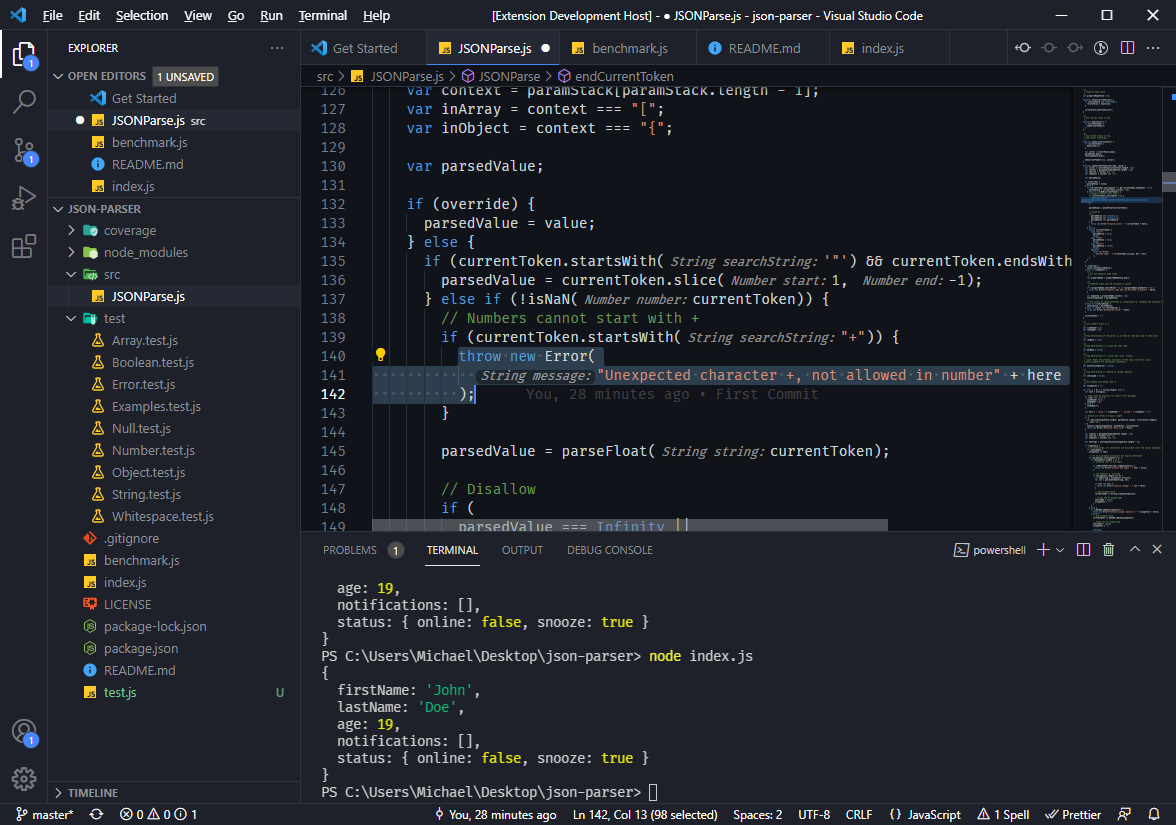 File Edit Selection View Go Run Terminal Help [Extension Development Host] - ● JSONParse.js - json-parser - Visual Studio Code
EXPLORER
OPEN EDITORS 1 UNSAVED
Get Started
JSONParse.js src
benchmark.js
README.md
index.js
JSON-PARSER
coverage
node_modules
src
JSONParse.js
test
Array.test.js
Boolean.test.js
Error.test.js
Examples.test.js
Null.test.js
Number.test.js
Object.test.js
String.test.js
Whitespace.test.js
.gitignore
benchmark.js
index.js
LICENSE
package-lock.json
package.json
README.md
test.js U
TIMELINE
1
1
1
Get Started JSONParse.js benchmark.js README.md index.js
src > JSONParse.js > JSONParse > endCurrentToken
126 var context = paramStack[paramStack.length - 1];
127 var inArray = context === "[";
128 var inObject = context === "{";
129
130 var parsedValue;
131
132 if (override) {
133 parsedValue = value;
134 } else {
135 if (currentToken.startsWith( String searchString: '"') && currentToken.endsWith
136 parsedValue = currentToken.slice( Number start: 1, Number end: -1);
137 } else if (!isNaN( Number number: currentToken)) {
138 // Numbers cannot start with +
139 if (currentToken.startsWith( String searchString: "+")) {
140 throw new Error(
141 String message: "Unexpected character +, not allowed in number" + here
142 ); You, 28 minutes ago • First Commit
143 }
144
145 parsedValue = parseFloat( String string: currentToken);
146
147 // Disallow
148 if (
149 parsedValue === Infinity ||
PROBLEMS 1 TERMINAL OUTPUT DEBUG CONSOLE powershell
age: 19,
notifications: [],
status: { online: false, snooze: true }
}
PS C:\Users\Michael\Desktop\json-parser> node index.js
{
firstName: 'John',
lastName: 'Doe',
age: 19,
notifications: [],
status: { online: false, snooze: true }
}
PS C:\Users\Michael\Desktop\json-parser>
master* 0 0 1 You, 28 minutes ago Ln 142, Col 13 (98 selected) Spaces: 2 UTF-8 CRLF {} JavaScript 1 Spell Prettier